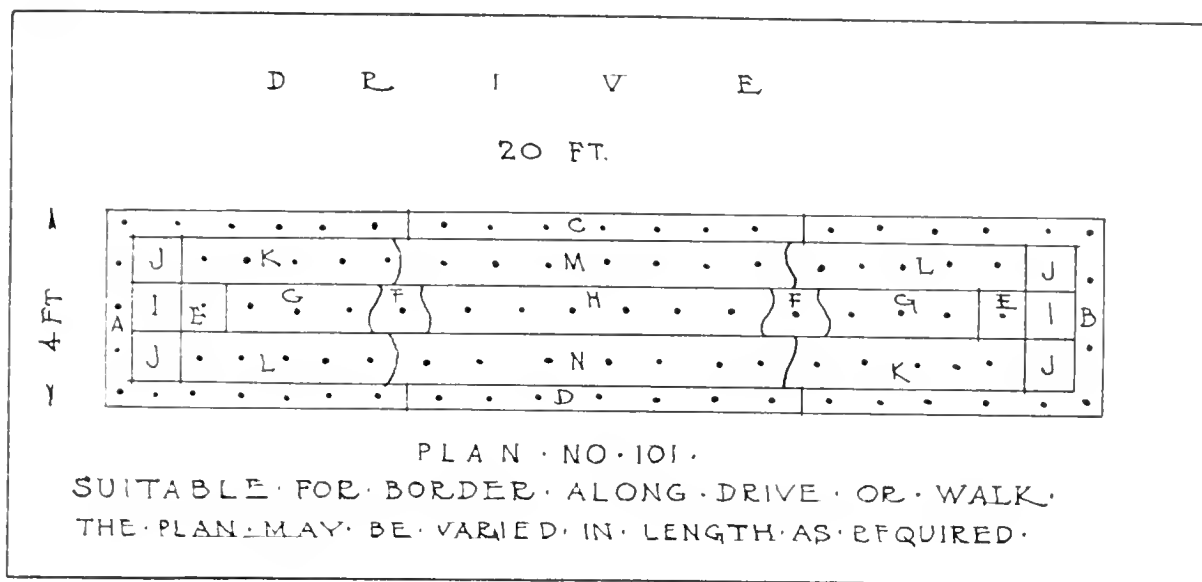 DRIVE
20 FT.
4 FT
C
J K M L J
I E G F H F G E I
A B
J L N K J
D
PLAN · NO · 101 ·
SUITABLE · FOR · BORDER · ALONG · DRIVE · OR · WALK ·
THE · PLAN · MAY · BE · VARIED · IN · LENGTH · AS · REQUIRED ·